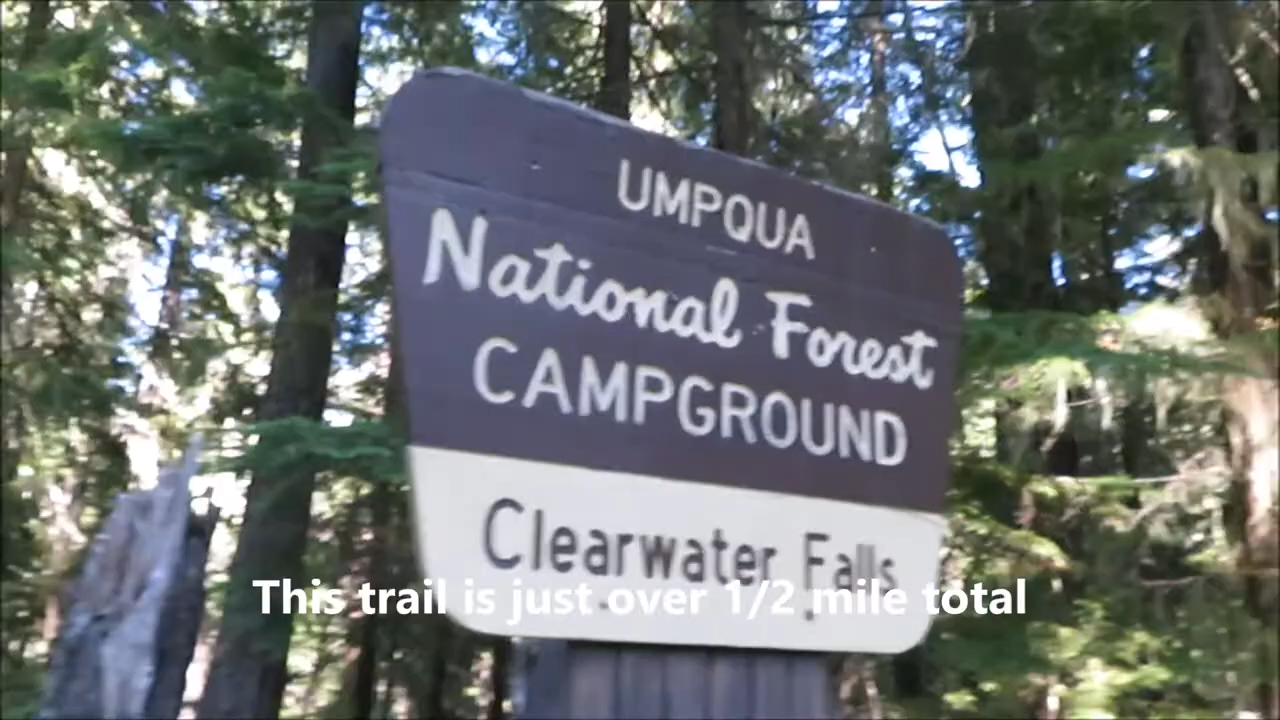 UMPQUA
National Forest
CAMPGROUND
Clearwater Falls
This trail is just over 1/2 mile total